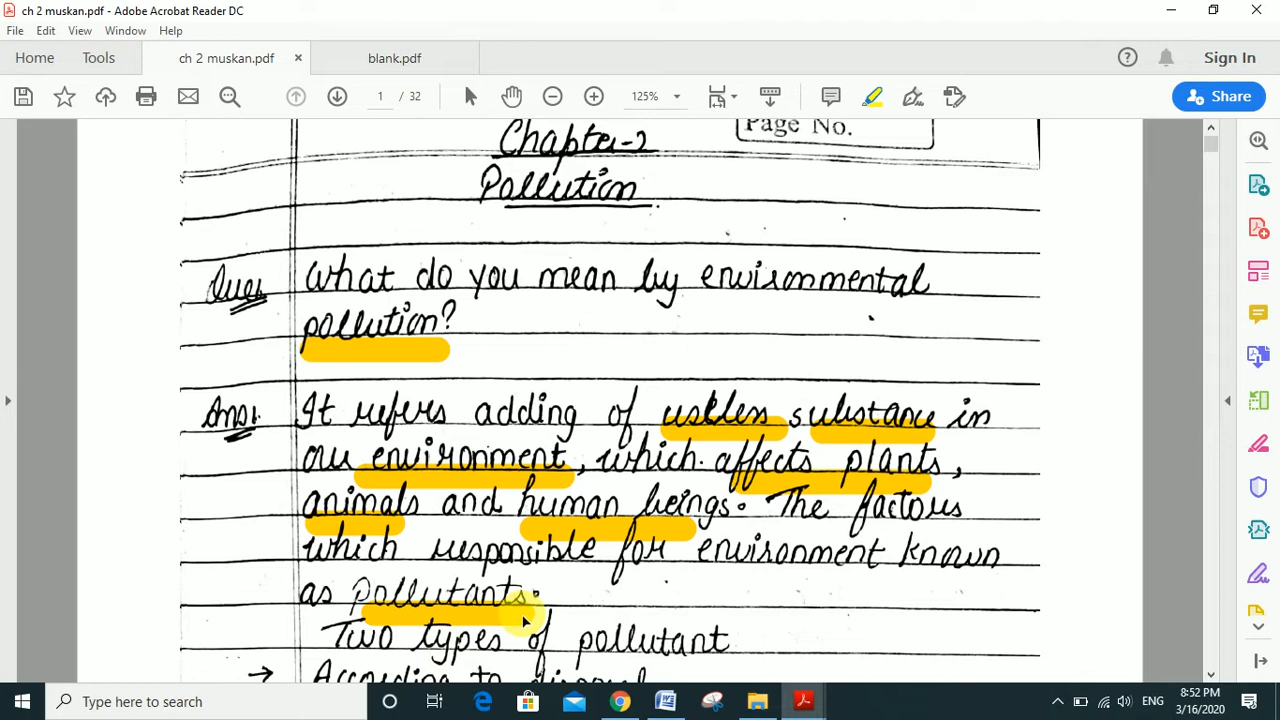 ch 2 muskan.pdf - Adobe Acrobat Reader DC
File Edit View Window Help
Home Tools ch 2 muskan.pdf × blank.pdf Sign In
1 / 32 125% Share
Page No.
Chapter-2
Pollution
Ques What do you mean by environmental
pollution?
Ans: It refers adding of useless substance in
our environment, which affects plants,
animals and human beings. The factors
which responsible for environment known
as pollutants.
Two types of pollutant
→ According to disposal
Type here to search
ENG 8:52 PM
3/16/2020